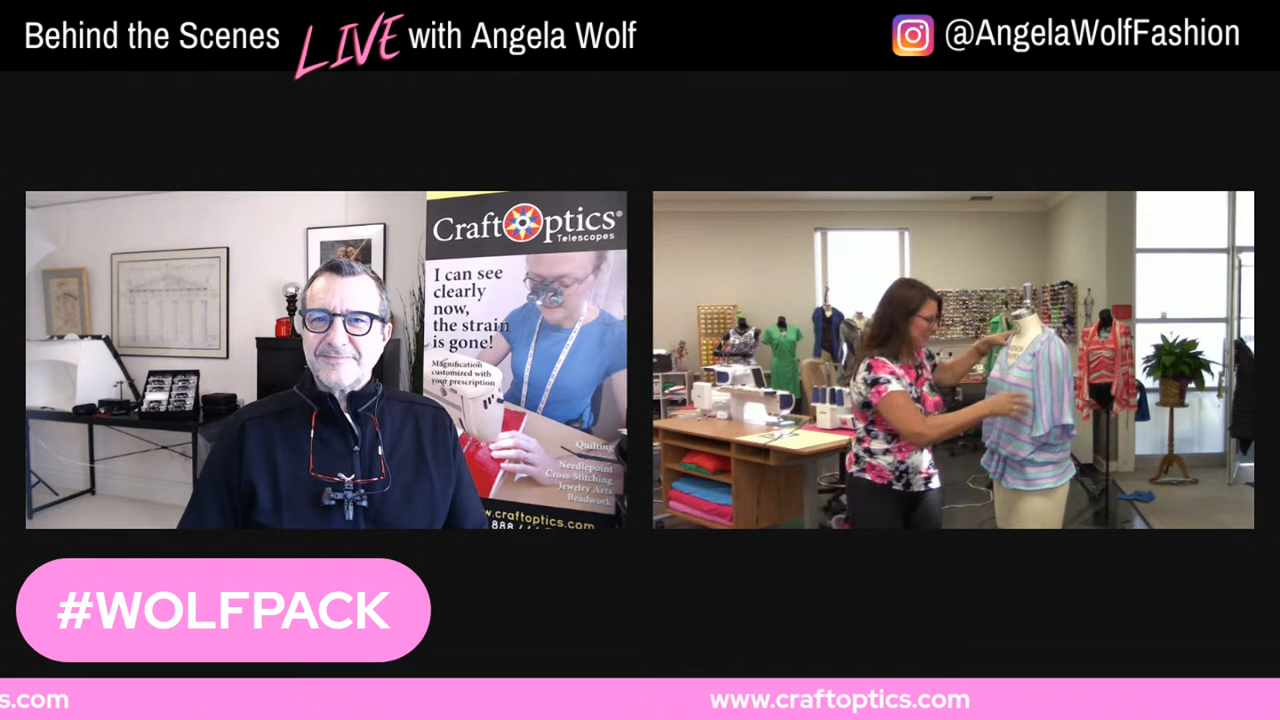 Behind the Scenes LIVE with Angela Wolf
@AngelaWolfFashion
CraftOptics®
Telescopes
I can see
clearly
now,
the strain
is gone!
Magnification
customized with
your prescription
Quilting
Needlepoint
Cross-Stitching
Jewelry Arts
Beadwork
www.craftoptics.com
888
#WOLFPACK
s.com
www.craftoptics.com